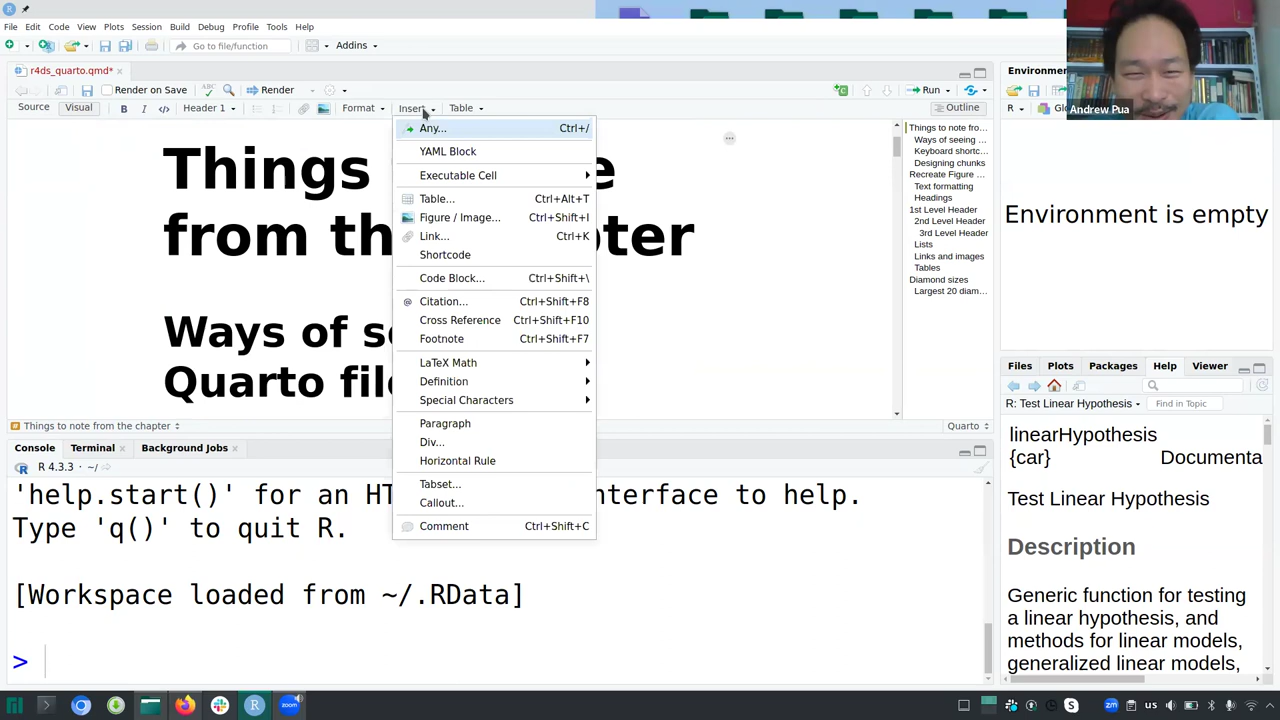 File Edit Code View Plots Session Build Debug Profile Tools Help
Go to file/function
Addins
r4ds_quarto.qmd*
Render on Save
Render
Run
Source
Visual
B
I
Header 1
Format
Insert
Table
Outline
Things
from th
pter
e
Ways of s
Quarto fil
Any... Ctrl+/
YAML Block
Executable Cell
Table... Ctrl+Alt+T
Figure / Image... Ctrl+Shift+I
Link... Ctrl+K
Shortcode
Code Block... Ctrl+Shift+\
Citation... Ctrl+Shift+F8
Cross Reference Ctrl+Shift+F10
Footnote Ctrl+Shift+F7
LaTeX Math
Definition
Special Characters
Paragraph
Div...
Horizontal Rule
Tabset...
Callout...
Comment Ctrl+Shift+C
Things to note fro...
Ways of seeing ...
Keyboard shortc...
Designing chunks
Recreate Figure ...
Text formatting
Headings
1st Level Header
2nd Level Header
3rd Level Header
Lists
Links and images
Tables
Diamond sizes
Largest 20 diam...
Things to note from the chapter
Quarto
Console
Terminal
Background Jobs
R 4.3.3 · ~/
'help.start()' for an HT
nterface to help.
Type 'q()' to quit R.
[Workspace loaded from ~/.RData]
>
Environmen
R
Glo
Andrew Pua
Environment is empty
Files Plots Packages Help Viewer
R: Test Linear Hypothesis
Find in Topic
linearHypothesis
{car} Documenta
Test Linear Hypothesis
Description
Generic function for testing
a linear hypothesis, and
methods for linear models,
generalized linear models,
zoom
zm
us